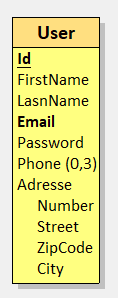 User
Id
FirstName
LasnName
Email
Password
Phone (0,3)
Adresse
Number
Street
ZipCode
City